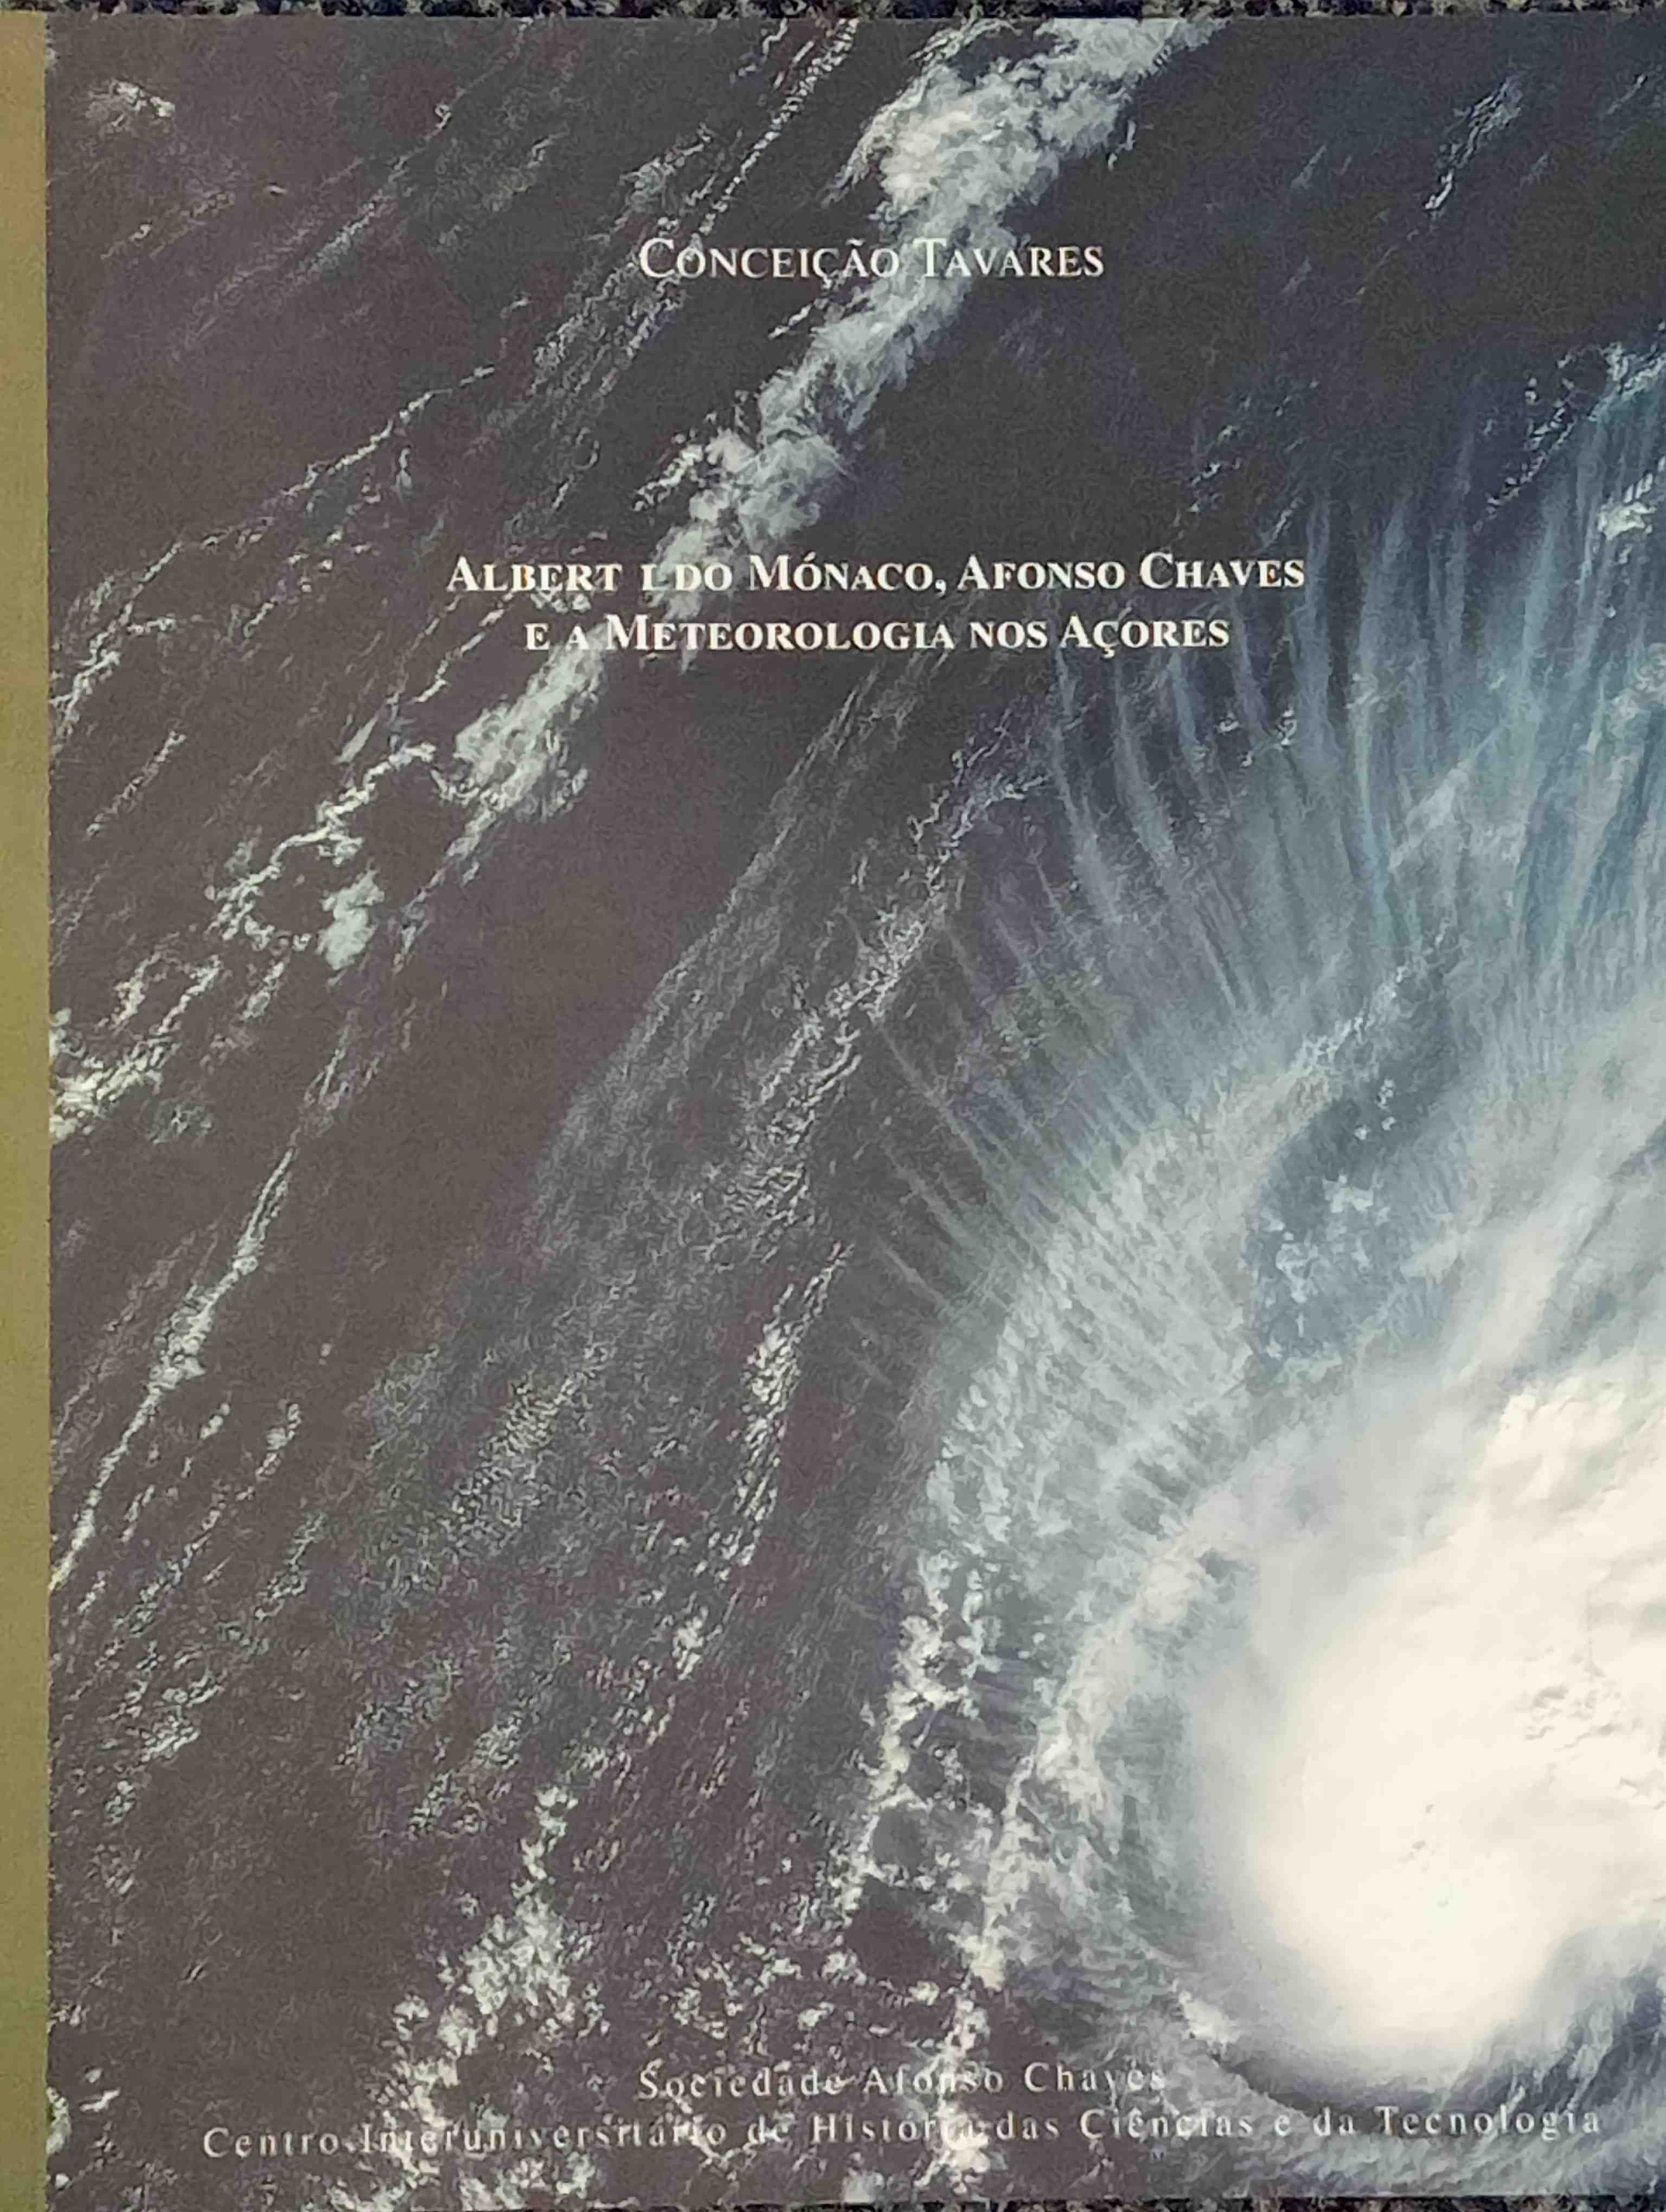 CONCEIÇÃO TAVARES
ALBERT I DO MÓNACO, AFONSO CHAVES
E A METEOROLOGIA NOS AÇORES
Sociedade Afonso Chaves
Centro Interuniversitário de História das Ciências e da Tecnologia